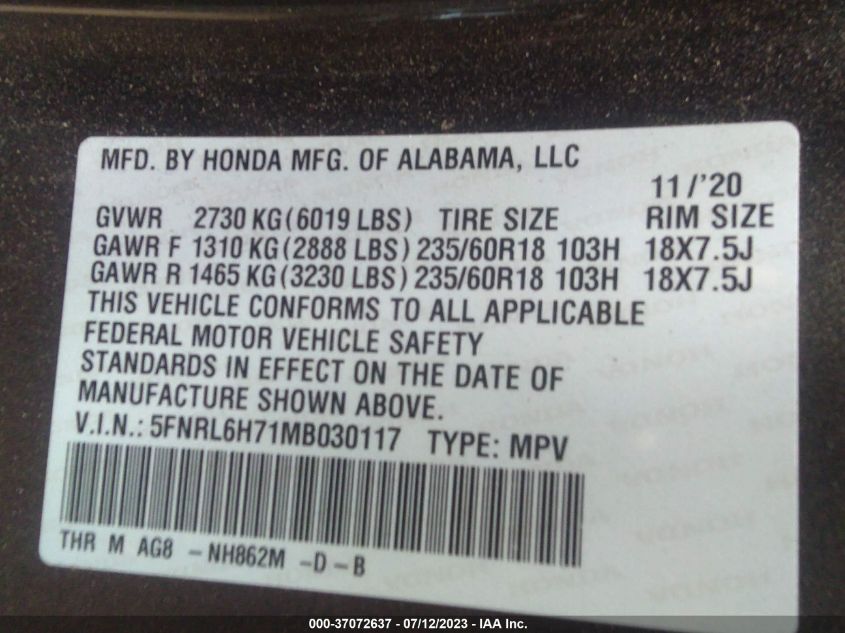 MFD. BY HONDA MFG. OF ALABAMA, LLC
11/'20
GVWR 2730 KG(6019 LBS) TIRE SIZE RIM SIZE
GAWR F 1310 KG(2888 LBS) 235/60R18 103H 18X7.5J
GAWR R 1465 KG(3230 LBS) 235/60R18 103H 18X7.5J
THIS VEHICLE CONFORMS TO ALL APPLICABLE
FEDERAL MOTOR VEHICLE SAFETY
STANDARDS IN EFFECT ON THE DATE OF
MANUFACTURE SHOWN ABOVE.
V.I.N.: 5FNRL6H71MB030117 TYPE: MPV
THR M AG8 -NH862M -D-B
000-37072637 - 07/12/2023 - IAA Inc.